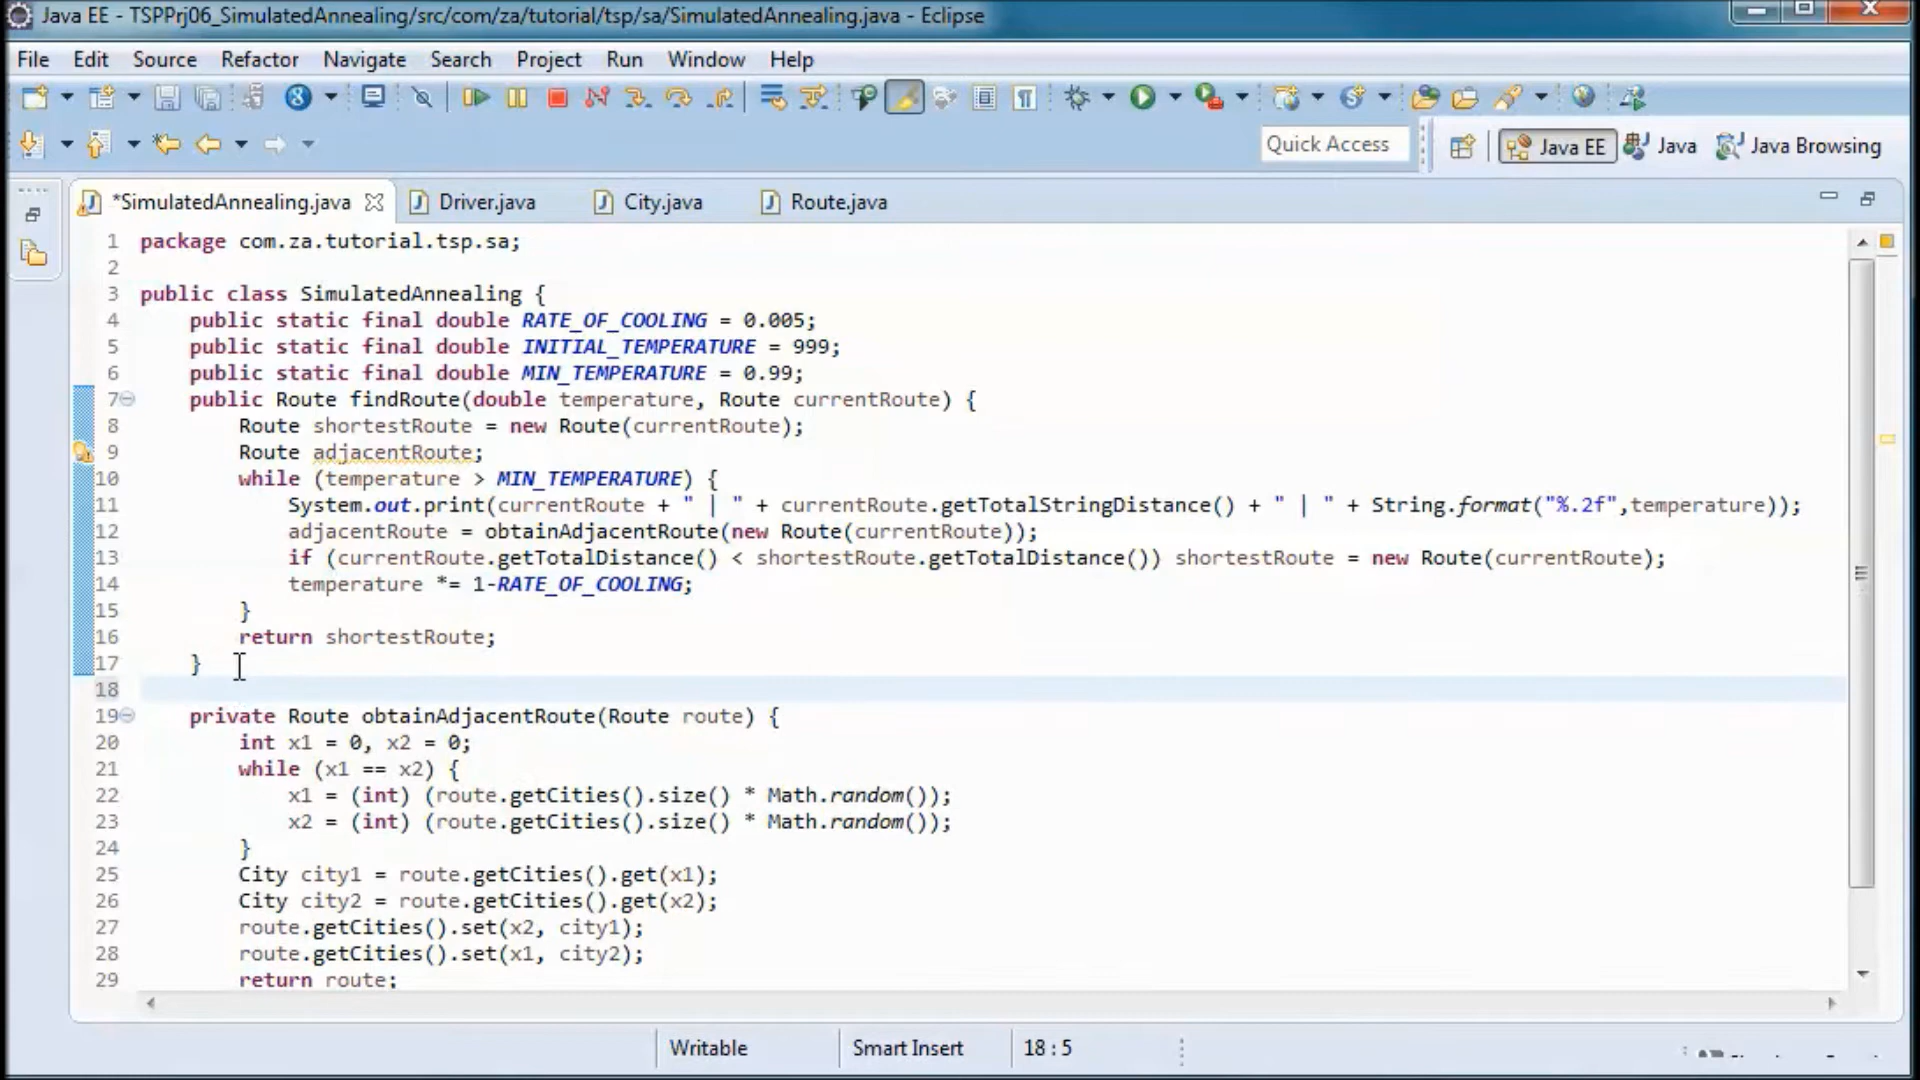 Java EE - TSPPrj06_SimulatedAnnealing/src/com/za/tutorial/tsp/sa/SimulatedAnnealing.java - Eclipse
File Edit Source Refactor Navigate Search Project Run Window Help
Quick Access Java EE Java Java Browsing
*SimulatedAnnealing.java Driver.java City.java Route.java
1 package com.za.tutorial.tsp.sa;
2
3 public class SimulatedAnnealing {
4 public static final double RATE_OF_COOLING = 0.005;
5 public static final double INITIAL_TEMPERATURE = 999;
6 public static final double MIN_TEMPERATURE = 0.99;
7 public Route findRoute(double temperature, Route currentRoute) {
8 Route shortestRoute = new Route(currentRoute);
9 Route adjacentRoute;
10 while (temperature > MIN_TEMPERATURE) {
11 System.out.print(currentRoute + " | " + currentRoute.getTotalStringDistance() + " | " + String.format("%.2f",temperature));
12 adjacentRoute = obtainAdjacentRoute(new Route(currentRoute));
13 if (currentRoute.getTotalDistance() < shortestRoute.getTotalDistance()) shortestRoute = new Route(currentRoute);
14 temperature *= 1-RATE_OF_COOLING;
15 }
16 return shortestRoute;
17 }
18
19 private Route obtainAdjacentRoute(Route route) {
20 int x1 = 0, x2 = 0;
21 while (x1 == x2) {
22 x1 = (int) (route.getCities().size() * Math.random());
23 x2 = (int) (route.getCities().size() * Math.random());
24 }
25 City city1 = route.getCities().get(x1);
26 City city2 = route.getCities().get(x2);
27 route.getCities().set(x2, city1);
28 route.getCities().set(x1, city2);
29 return route;
Writable Smart Insert 18 : 5